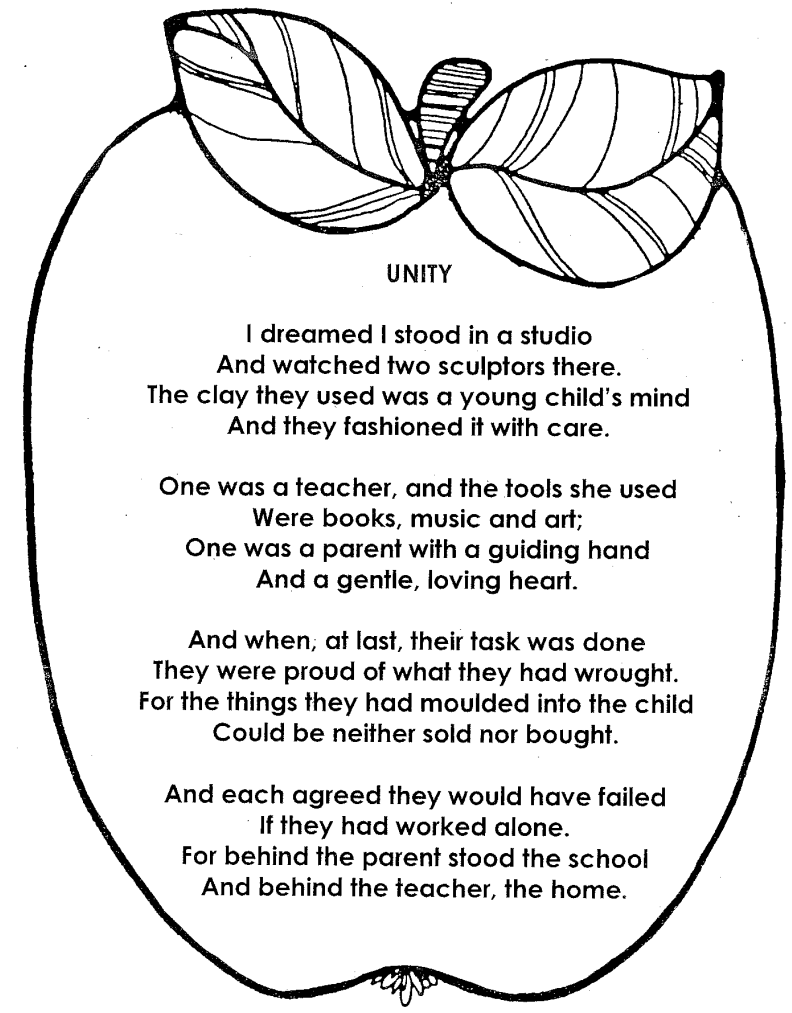 UNITY
I dreamed I stood in a studio
And watched two sculptors there.
The clay they used was a young child's mind
And they fashioned it with care.
One was a teacher, and the tools she used
Were books, music and art;
One was a parent with a guiding hand
And a gentle, loving heart.
And when, at last, their task was done
They were proud of what they had wrought.
For the things they had moulded into the child
Could be neither sold nor bought.
And each agreed they would have failed
If they had worked alone.
For behind the parent stood the school
And behind the teacher, the home.